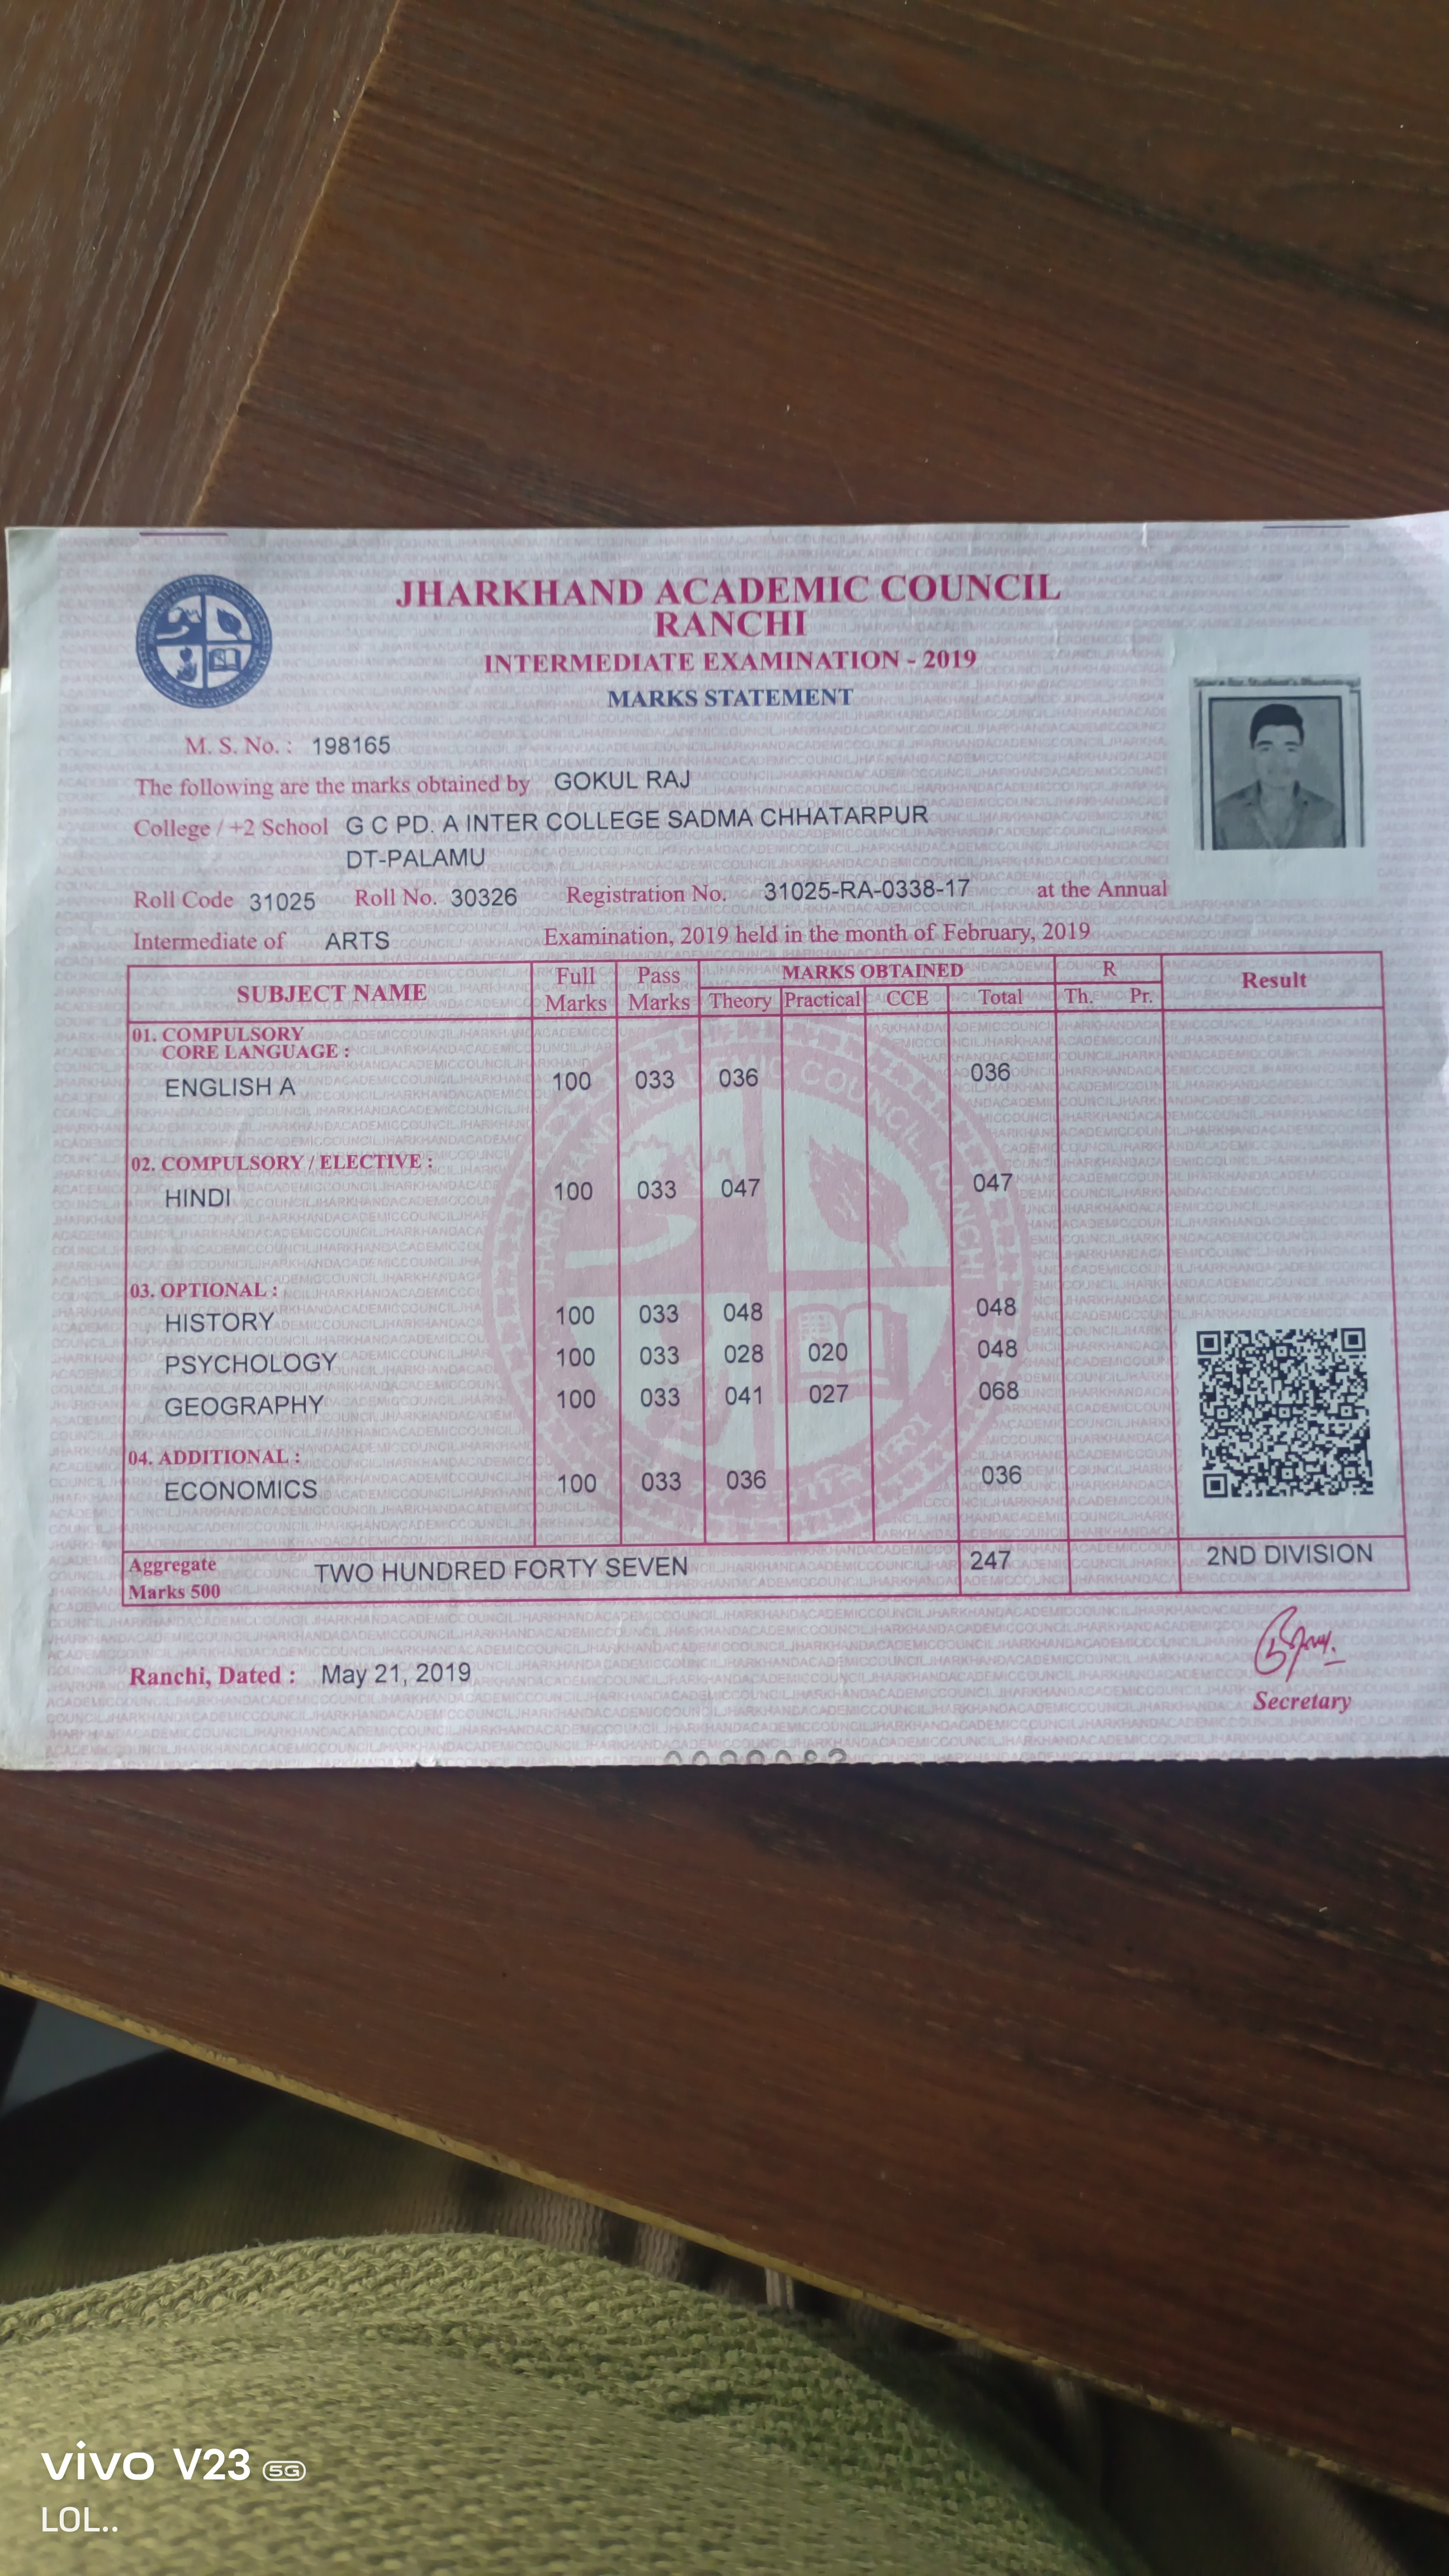 JHARKHAND ACADEMIC COUNCIL
RANCHI
INTERMEDIATE EXAMINATION - 2019
MARKS STATEMENT
M. S. No. : 198165
The following are the marks obtained by GOKUL RAJ
College / +2 School G C PD. A INTER COLLEGE SADMA CHHATARPUR
DT-PALAMU
Roll Code 31025 Roll No. 30326 Registration No. 31025-RA-0338-17 at the Annual
Intermediate of ARTS Examination, 2019 held in the month of February, 2019
SUBJECT NAME Full Marks Pass Marks MARKS OBTAINED R Result
Theory Practical CCE Total Th. Pr.
01. COMPULSORY
CORE LANGUAGE :
ENGLISH A 100 033 036 036
02. COMPULSORY / ELECTIVE :
HINDI 100 033 047 047
03. OPTIONAL :
HISTORY 100 033 048 048
PSYCHOLOGY 100 033 028 020 048
GEOGRAPHY 100 033 041 027 068
04. ADDITIONAL :
ECONOMICS 100 033 036 036
Aggregate Marks 500 TWO HUNDRED FORTY SEVEN 247 2ND DIVISION
Ranchi, Dated : May 21, 2019
Secretary
vivo V23 5G
LOL..